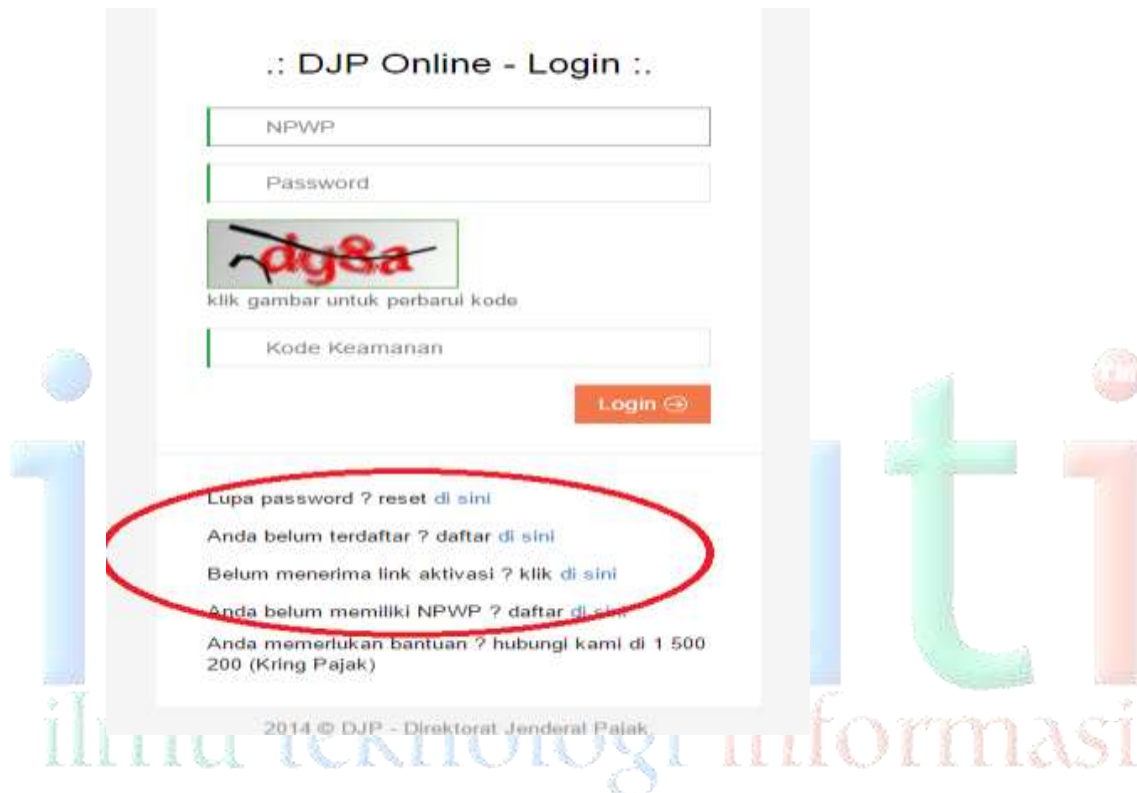 .: DJP Online - Login :.
NPWP
Password
dg8a
klik gambar untuk perbarui kode
Kode Keamanan
Login
Lupa password ? reset di sini
Anda belum terdaftar ? daftar di sini
Belum menerima link aktivasi ? klik di sini
Anda belum memiliki NPWP ? daftar di sini
Anda memerlukan bantuan ? hubungi kami di 1 500
200 (Kring Pajak)
2014 © DJP - Direktorat Jenderal Pajak
ilmu teknologi informasi